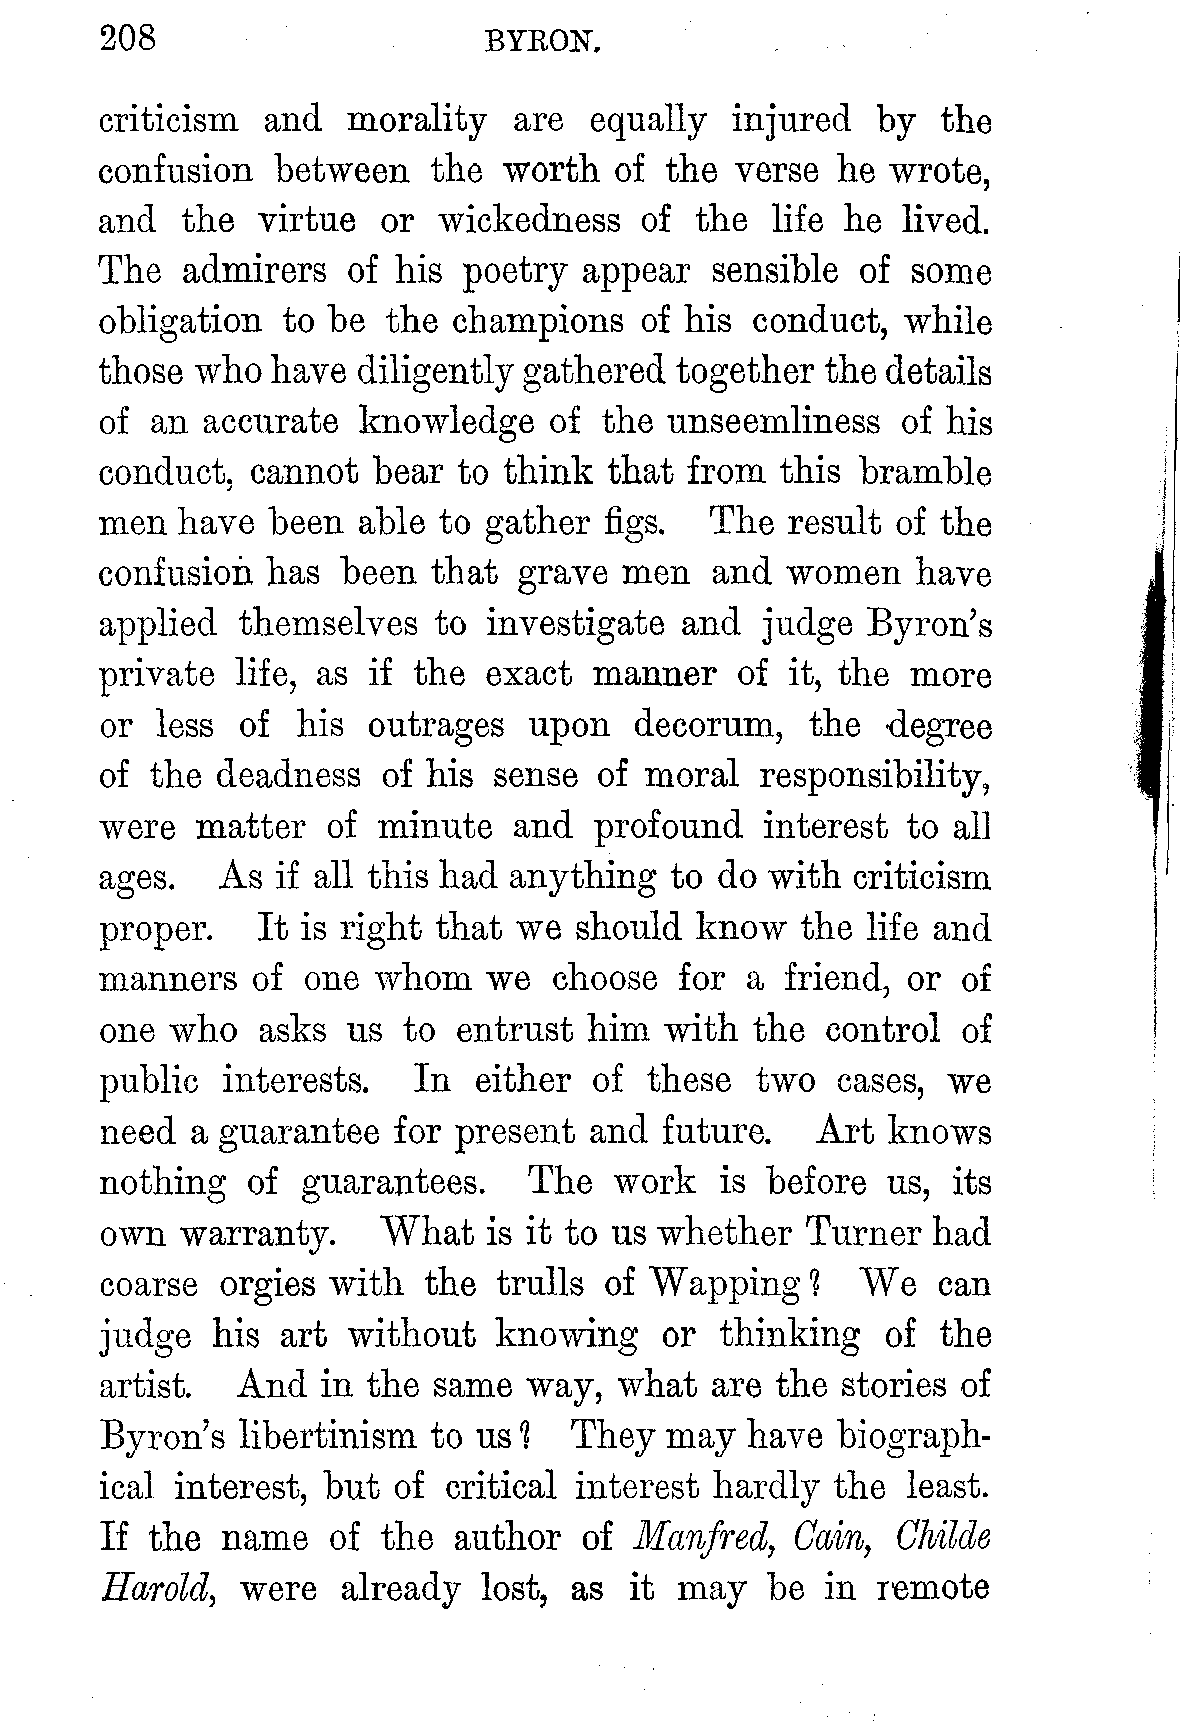 208 BYRON.
criticism and morality are equally injured by the
confusion between the worth of the verse he wrote,
and the virtue or wickedness of the life he lived.
The admirers of his poetry appear sensible of some
obligation to be the champions of his conduct, while
those who have diligently gathered together the details
of an accurate knowledge of the unseemliness of his
conduct, cannot bear to think that from this bramble
men have been able to gather figs. The result of the
confusion has been that grave men and women have
applied themselves to investigate and judge Byron's
private life, as if the exact manner of it, the more
or less of his outrages upon decorum, the degree
of the deadness of his sense of moral responsibility,
were matter of minute and profound interest to all
ages. As if all this had anything to do with criticism
proper. It is right that we should know the life and
manners of one whom we choose for a friend, or of
one who asks us to entrust him with the control of
public interests. In either of these two cases, we
need a guarantee for present and future. Art knows
nothing of guarantees. The work is before us, its
own warranty. What is it to us whether Turner had
coarse orgies with the trulls of Wapping? We can
judge his art without knowing or thinking of the
artist. And in the same way, what are the stories of
Byron's libertinism to us? They may have biograph-
ical interest, but of critical interest hardly the least.
If the name of the author of Manfred, Cain, Childe
Harold, were already lost, as it may be in remote